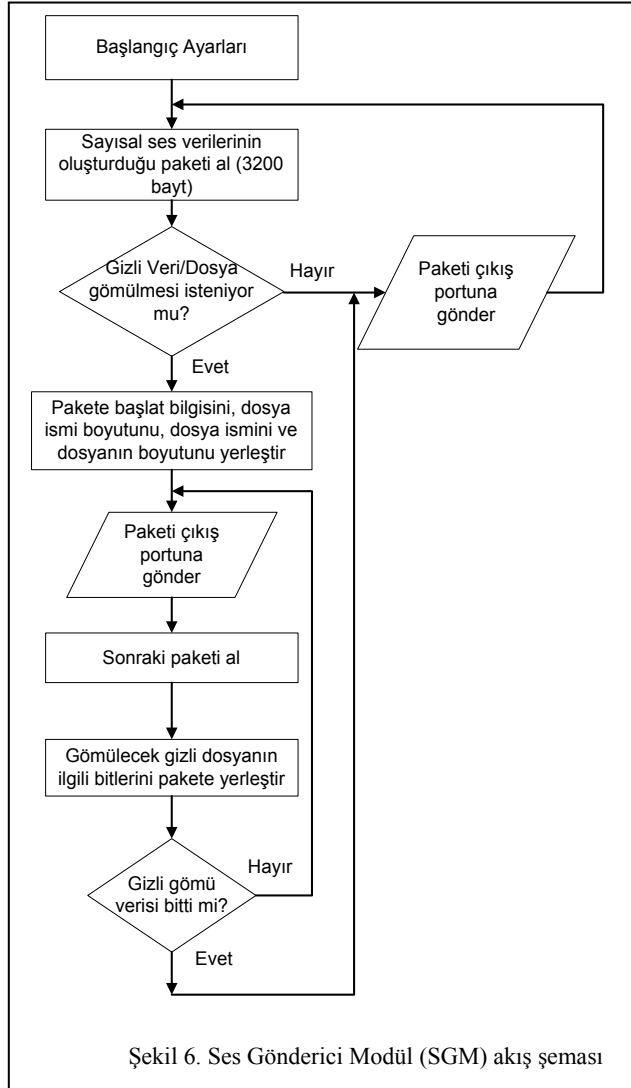 Başlangıç Ayarları
Sayısal ses verilerinin
oluşturduğu paketi al (3200
bayt)
Gizli Veri/Dosya
gömülmesi isteniyor
mu?
Hayır
Paketi çıkış
portuna
gönder
Evet
Pakete başlat bilgisini, dosya
ismi boyutunu, dosya ismini ve
dosyanın boyutunu yerleştir
Paketi çıkış
portuna
gönder
Sonraki paketi al
Gömülecek gizli dosyanın
ilgili bitlerini pakete yerleştir
Hayır
Gizli gömü
verisi bitti mi?
Evet
Şekil 6. Ses Gönderici Modül (SGM) akış şeması